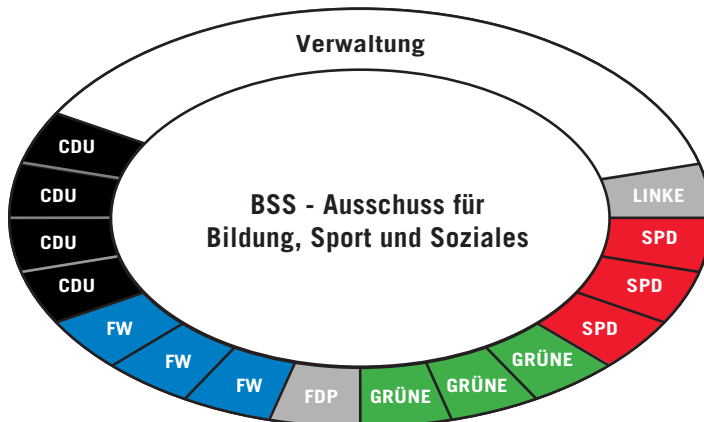 Verwaltung
CDU
CDU
CDU
CDU
FW
FW
FW
FDP
GRÜNE
GRÜNE
GRÜNE
SPD
SPD
SPD
LINKE
BSS - Ausschuss für
Bildung, Sport und Soziales